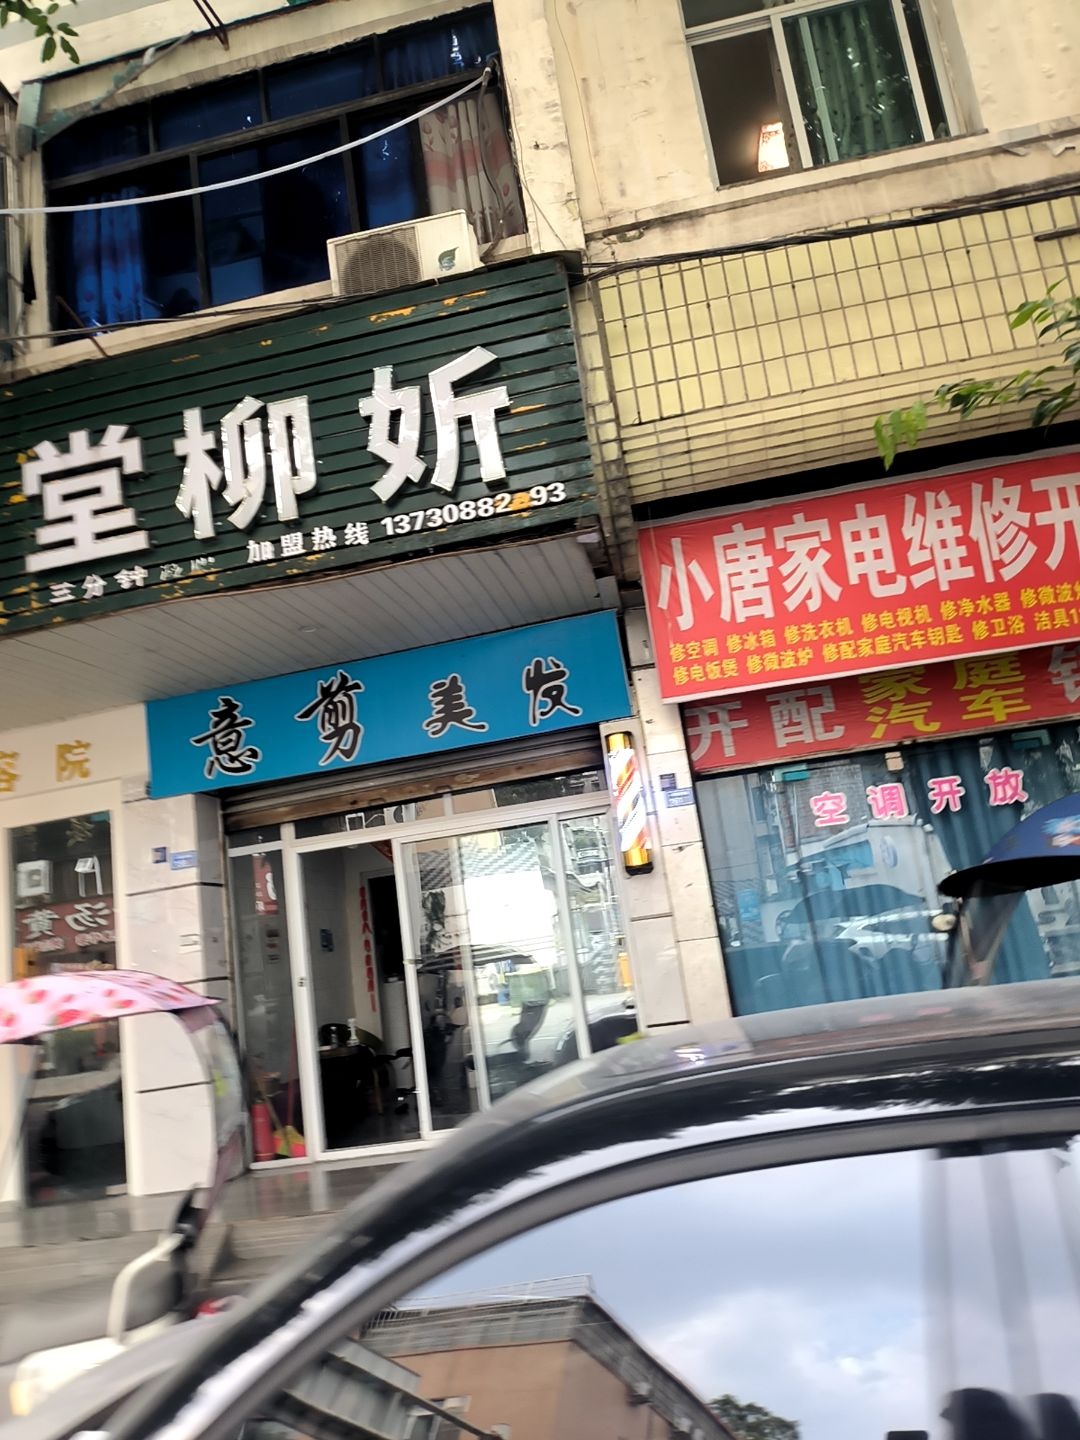 堂柳妡
三分钟
加盟热线 13730882 93
意剪美发
容院
小唐家电维修开
修空调 修冰箱 修洗衣机 修电视机 修净水器 修微波炉
修电饭煲 修微波炉 修配家庭汽车钥匙 修卫浴 洁具
开配家庭汽车
空调开放